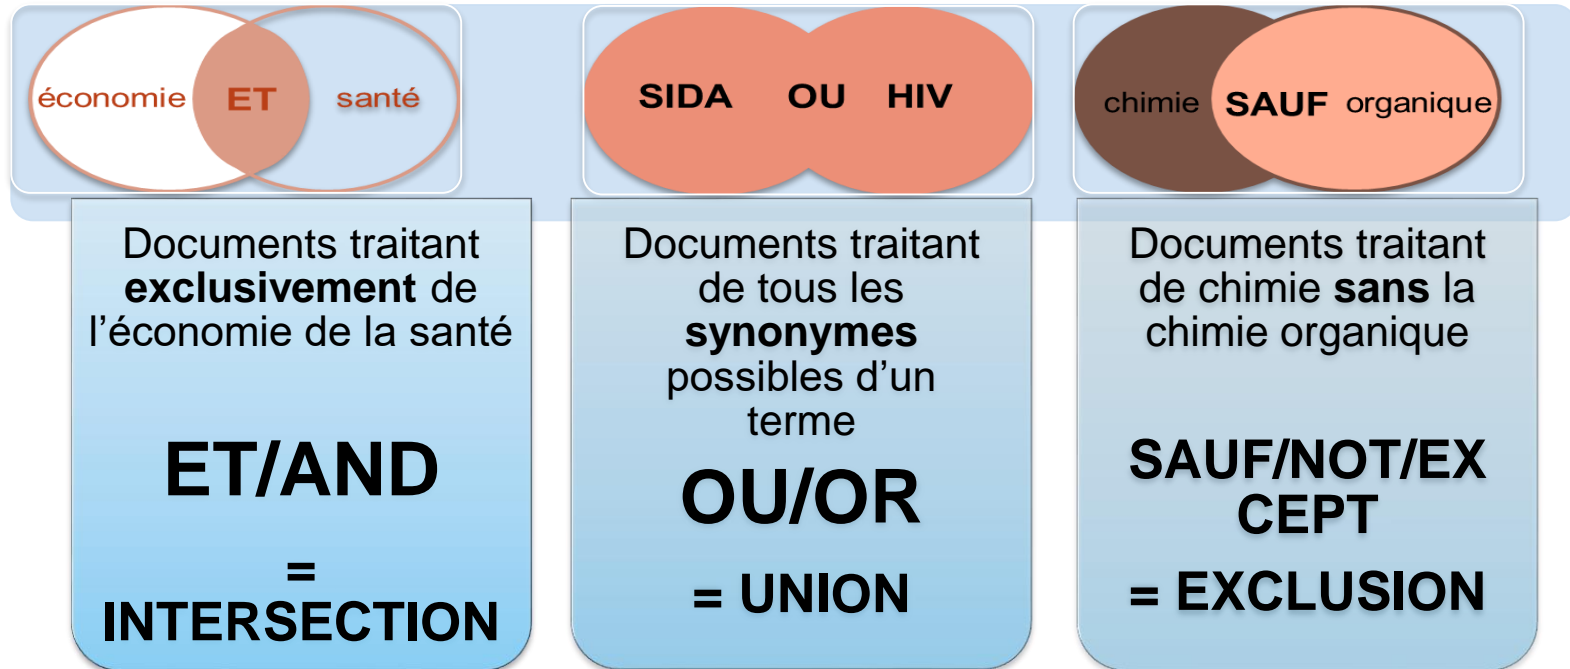 économie ET santé
SIDA OU HIV
chimie SAUF organique
Documents traitant
exclusivement de
l’économie de la santé
ET/AND
=
INTERSECTION
Documents traitant
de tous les
synonymes
possibles d’un
terme
OU/OR
= UNION
Documents traitant
de chimie sans la
chimie organique
SAUF/NOT/EX
CEPT
= EXCLUSION